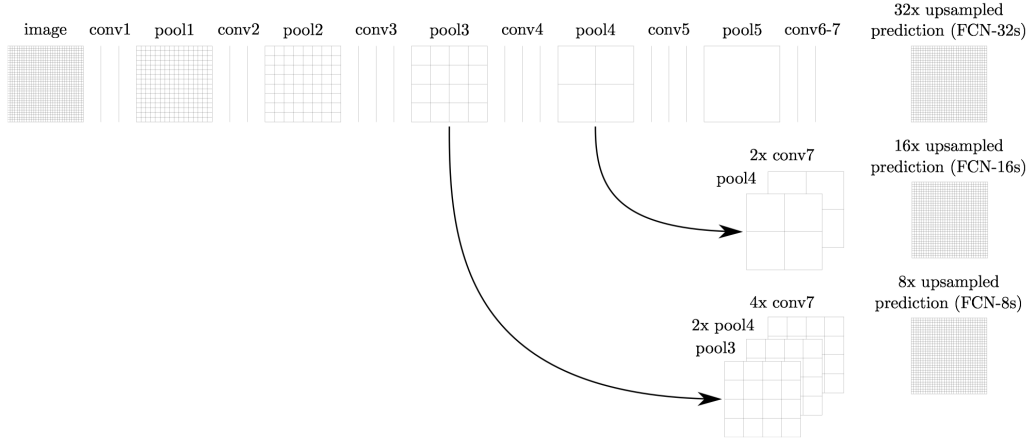 image conv1 pool1 conv2 pool2 conv3 pool3 conv4 pool4 conv5 pool5 conv6-7
32x upsampled
prediction (FCN-32s)
2x conv7
pool4
16x upsampled
prediction (FCN-16s)
4x conv7
2x pool4
pool3
8x upsampled
prediction (FCN-8s)